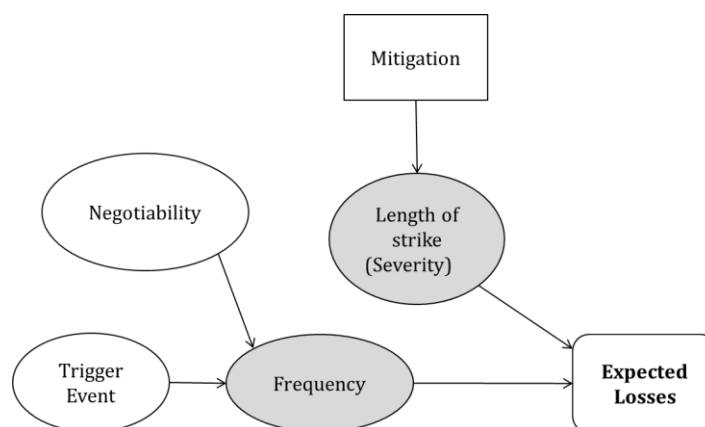 Mitigation
Negotiability
Length of
strike
(Severity)
Trigger
Event
Frequency
Expected
Losses